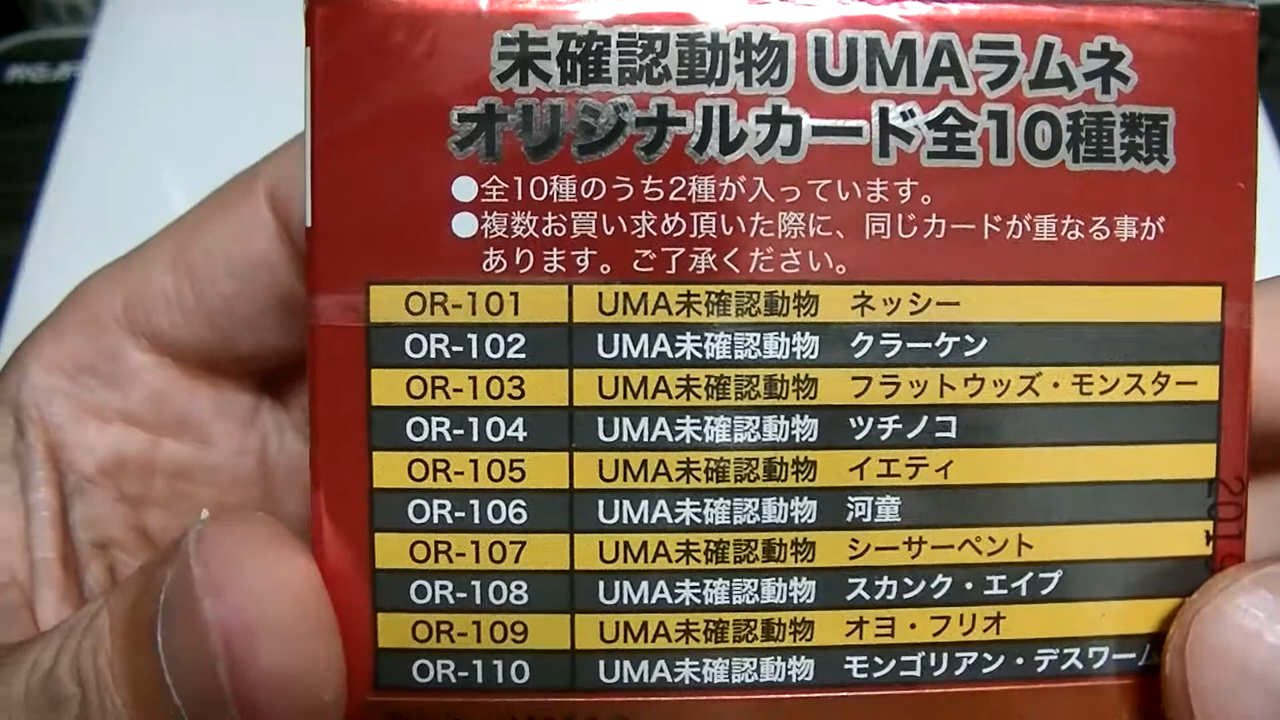 未確認動物 UMAラムネ
オリジナルカード全10種類
●全10種のうち2種が入っています。
●複数お買い求め頂いた際に、同じカードが重なる事が
あります。ご了承ください。
OR-101 UMA未確認動物 ネッシー
OR-102 UMA未確認動物 クラーケン
OR-103 UMA未確認動物 フラットウッズ・モンスター
OR-104 UMA未確認動物 ツチノコ
OR-105 UMA未確認動物 イエティ
OR-106 UMA未確認動物 河童
OR-107 UMA未確認動物 シーサーペント
OR-108 UMA未確認動物 スカンク・エイプ
OR-109 UMA未確認動物 オヨ・フリオ
OR-110 UMA未確認動物 モンゴリアン・デスワーム